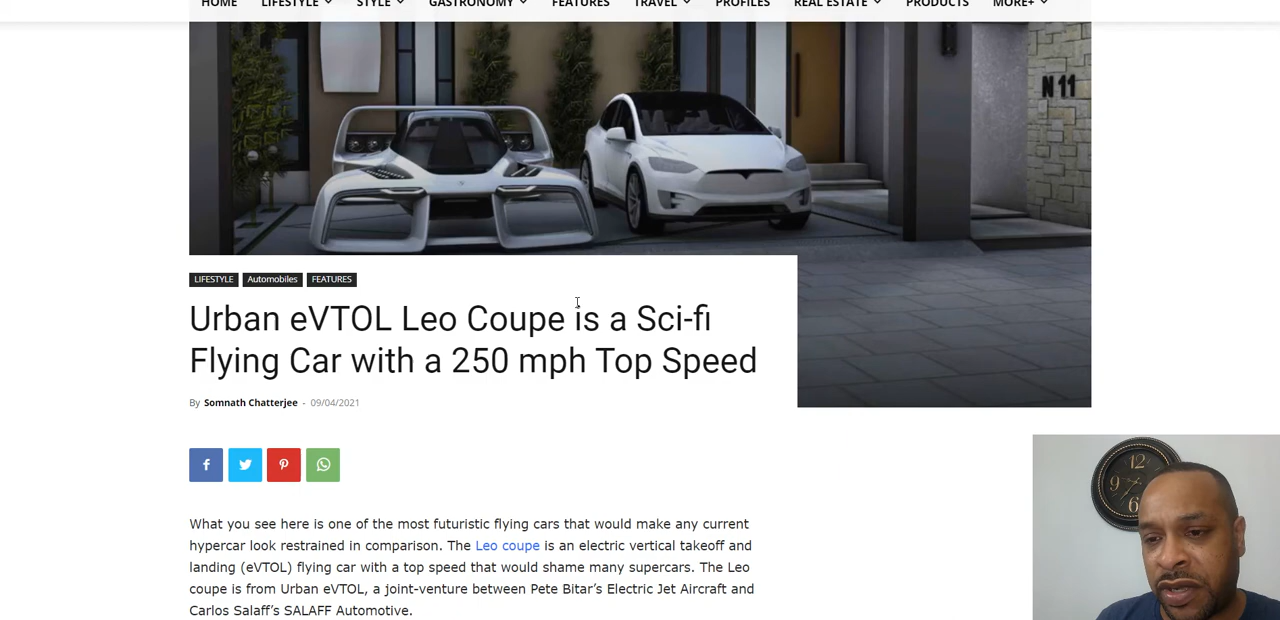 HOME LIFESTYLE STYLE GASTRONOMY FEATURES TRAVEL PROFILES REAL ESTATE PRODUCTS MORE+
N 11
LIFESTYLE Automobiles FEATURES
Urban eVTOL Leo Coupe is a Sci-fi
Flying Car with a 250 mph Top Speed
By Somnath Chatterjee - 09/04/2021
What you see here is one of the most futuristic flying cars that would make any current
hypercar look restrained in comparison. The Leo coupe is an electric vertical takeoff and
landing (eVTOL) flying car with a top speed that would shame many supercars. The Leo
coupe is from Urban eVTOL, a joint-venture between Pete Bitar’s Electric Jet Aircraft and
Carlos Salaff’s SALAFF Automotive.
12
9
6